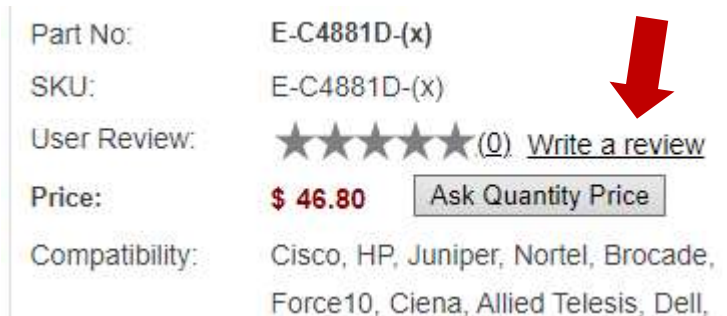 Part No: E-C4881D-(x)
SKU: E-C4881D-(x)
User Review: (0) Write a review
Price: $ 46.80 Ask Quantity Price
Compatibility: Cisco, HP, Juniper, Nortel, Brocade,
Force10, Ciena, Allied Telesis, Dell,